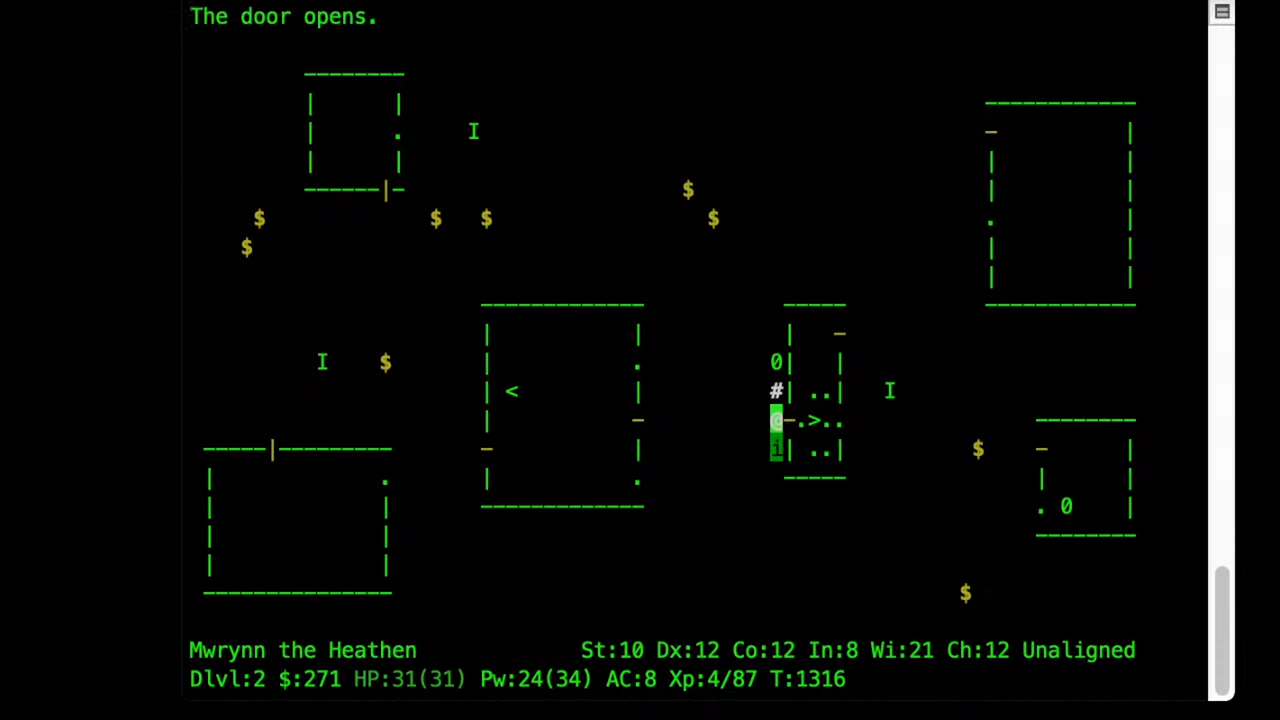 The door opens.
Mwrynn the Heathen St:10 Dx:12 Co:12 In:8 Wi:21 Ch:12 Unaligned
Dlvl:2 $:271 HP:31(31) Pw:24(34) AC:8 Xp:4/87 T:1316